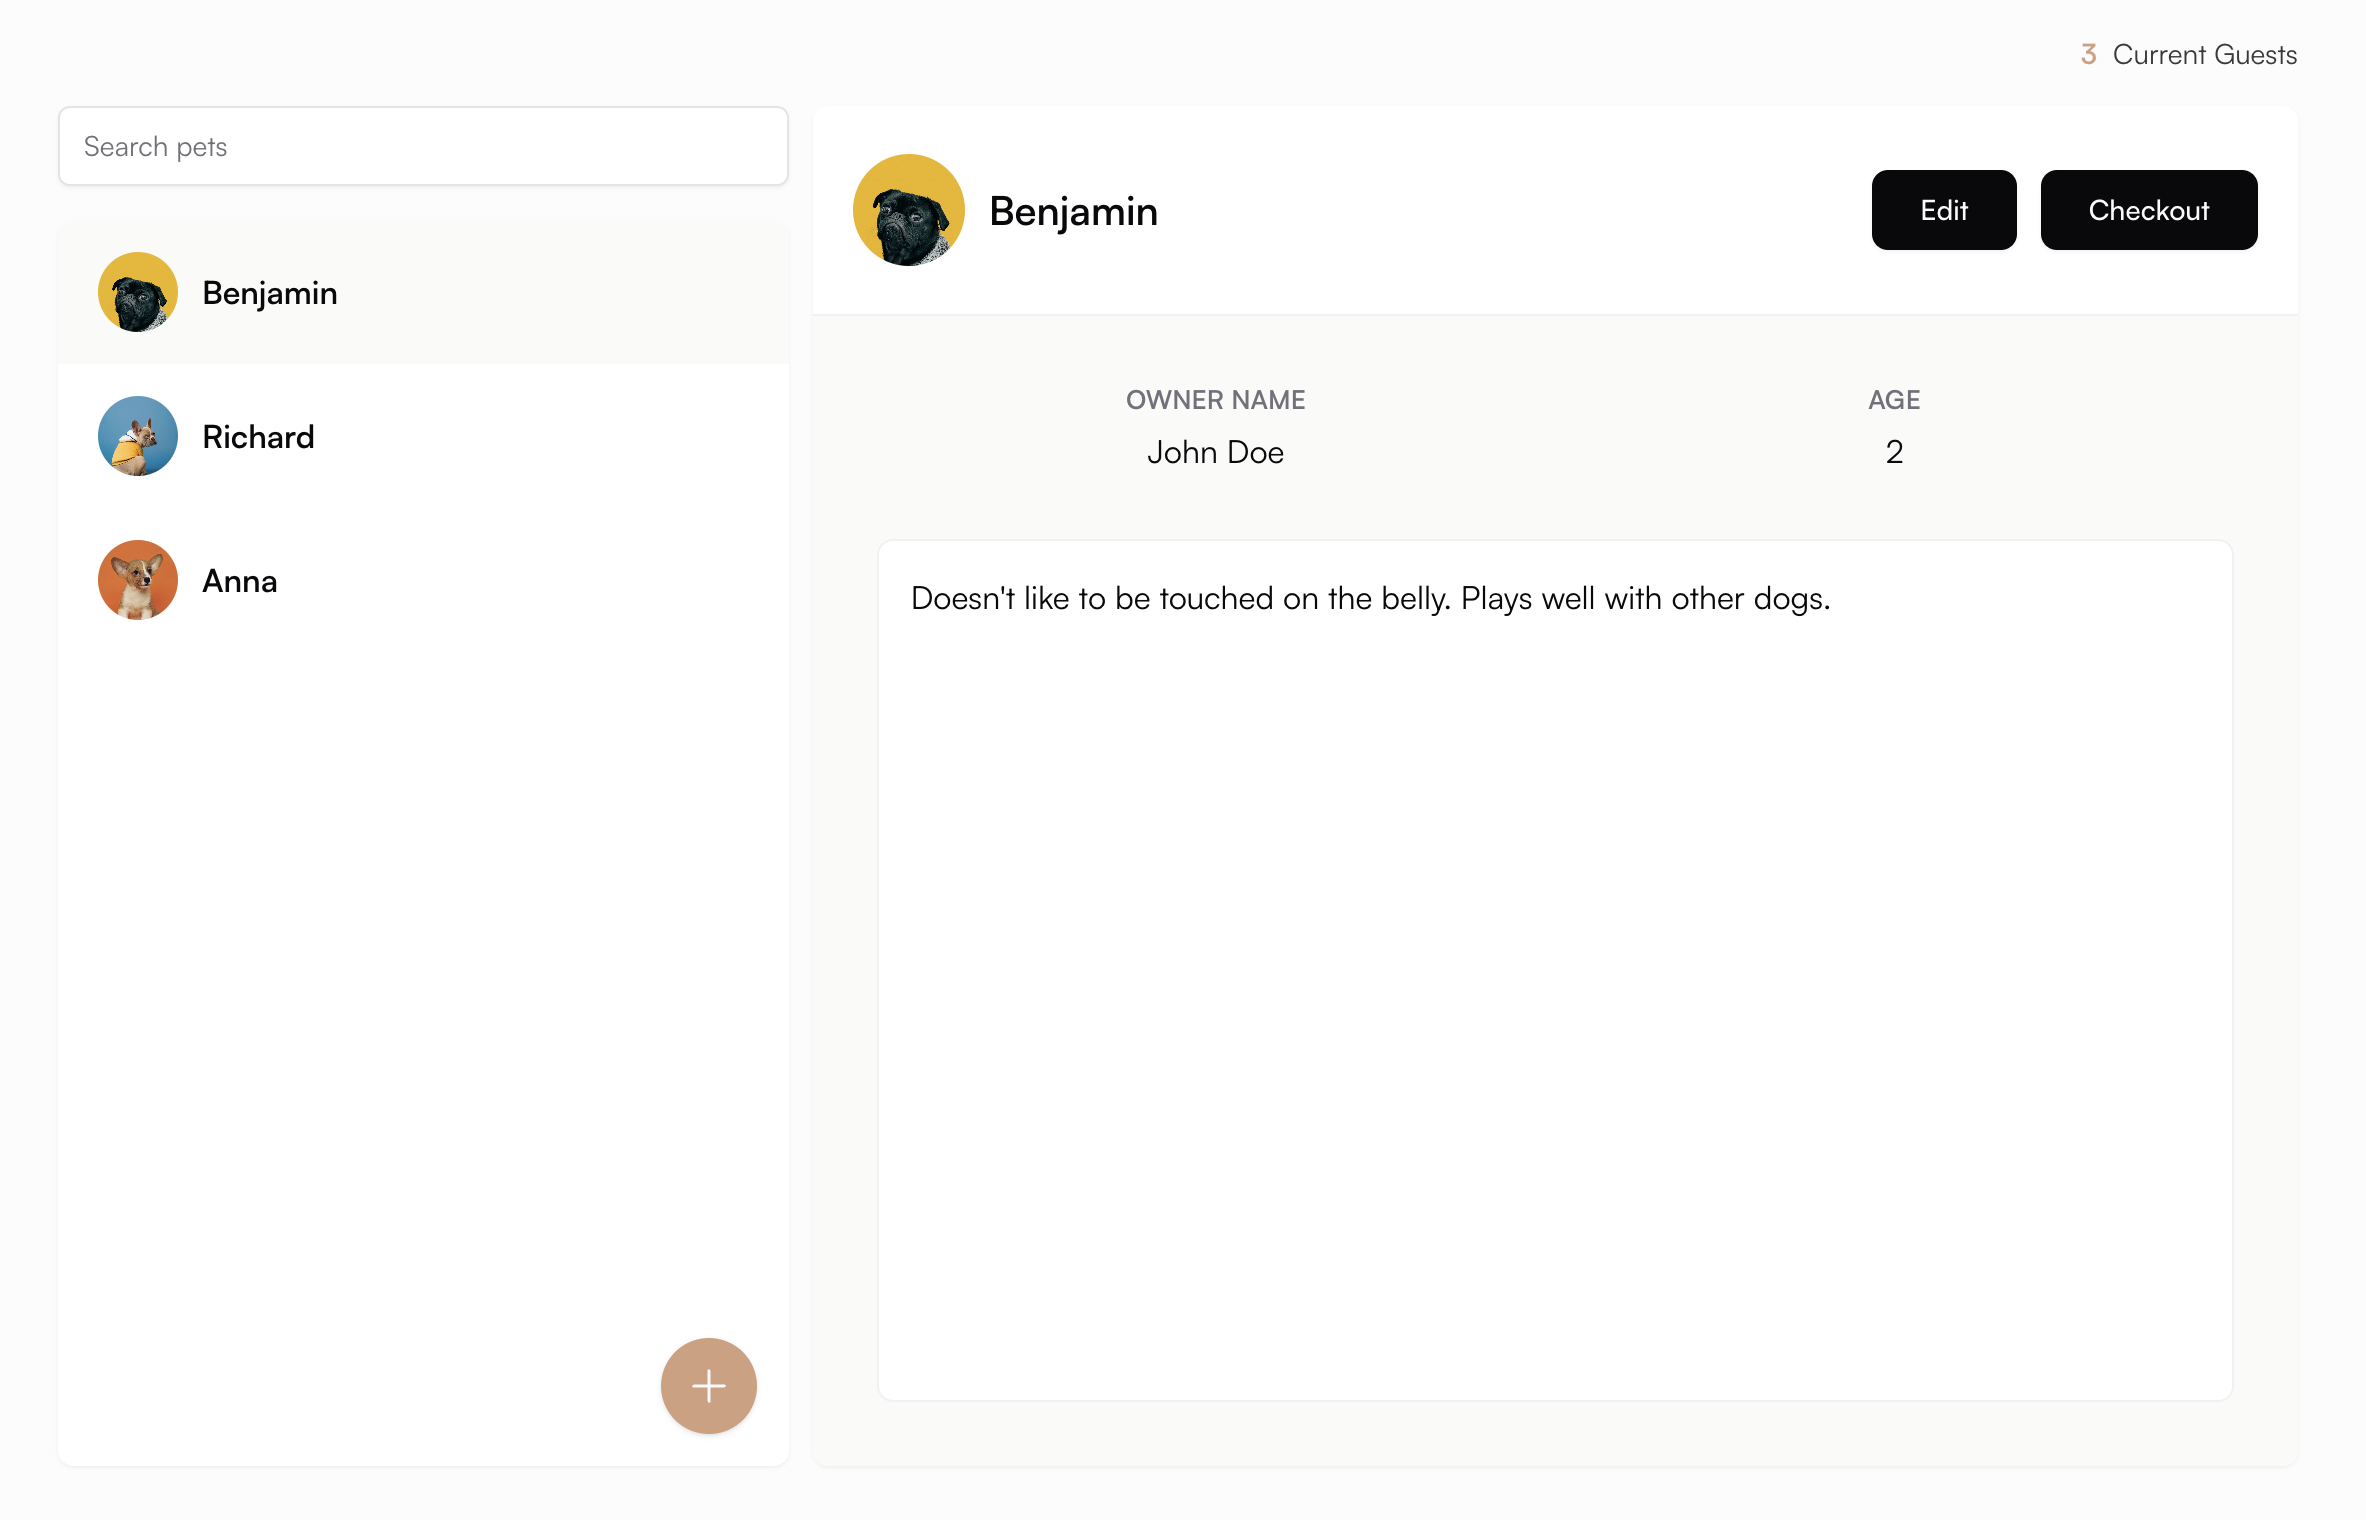 3 Current Guests
Search pets
Benjamin
Richard
Anna
Benjamin
Edit
Checkout
OWNER NAME
John Doe
AGE
2
Doesn't like to be touched on the belly. Plays well with other dogs.